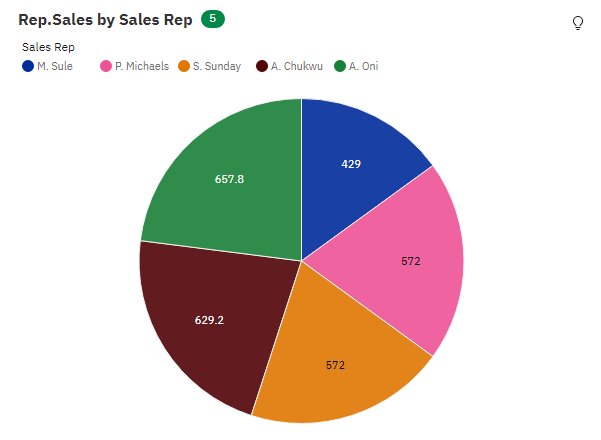 Rep.Sales by Sales Rep 5
Sales Rep
M. Sule P. Michaels S. Sunday A. Chukwu A. Oni
429
657.8
572
629.2
572